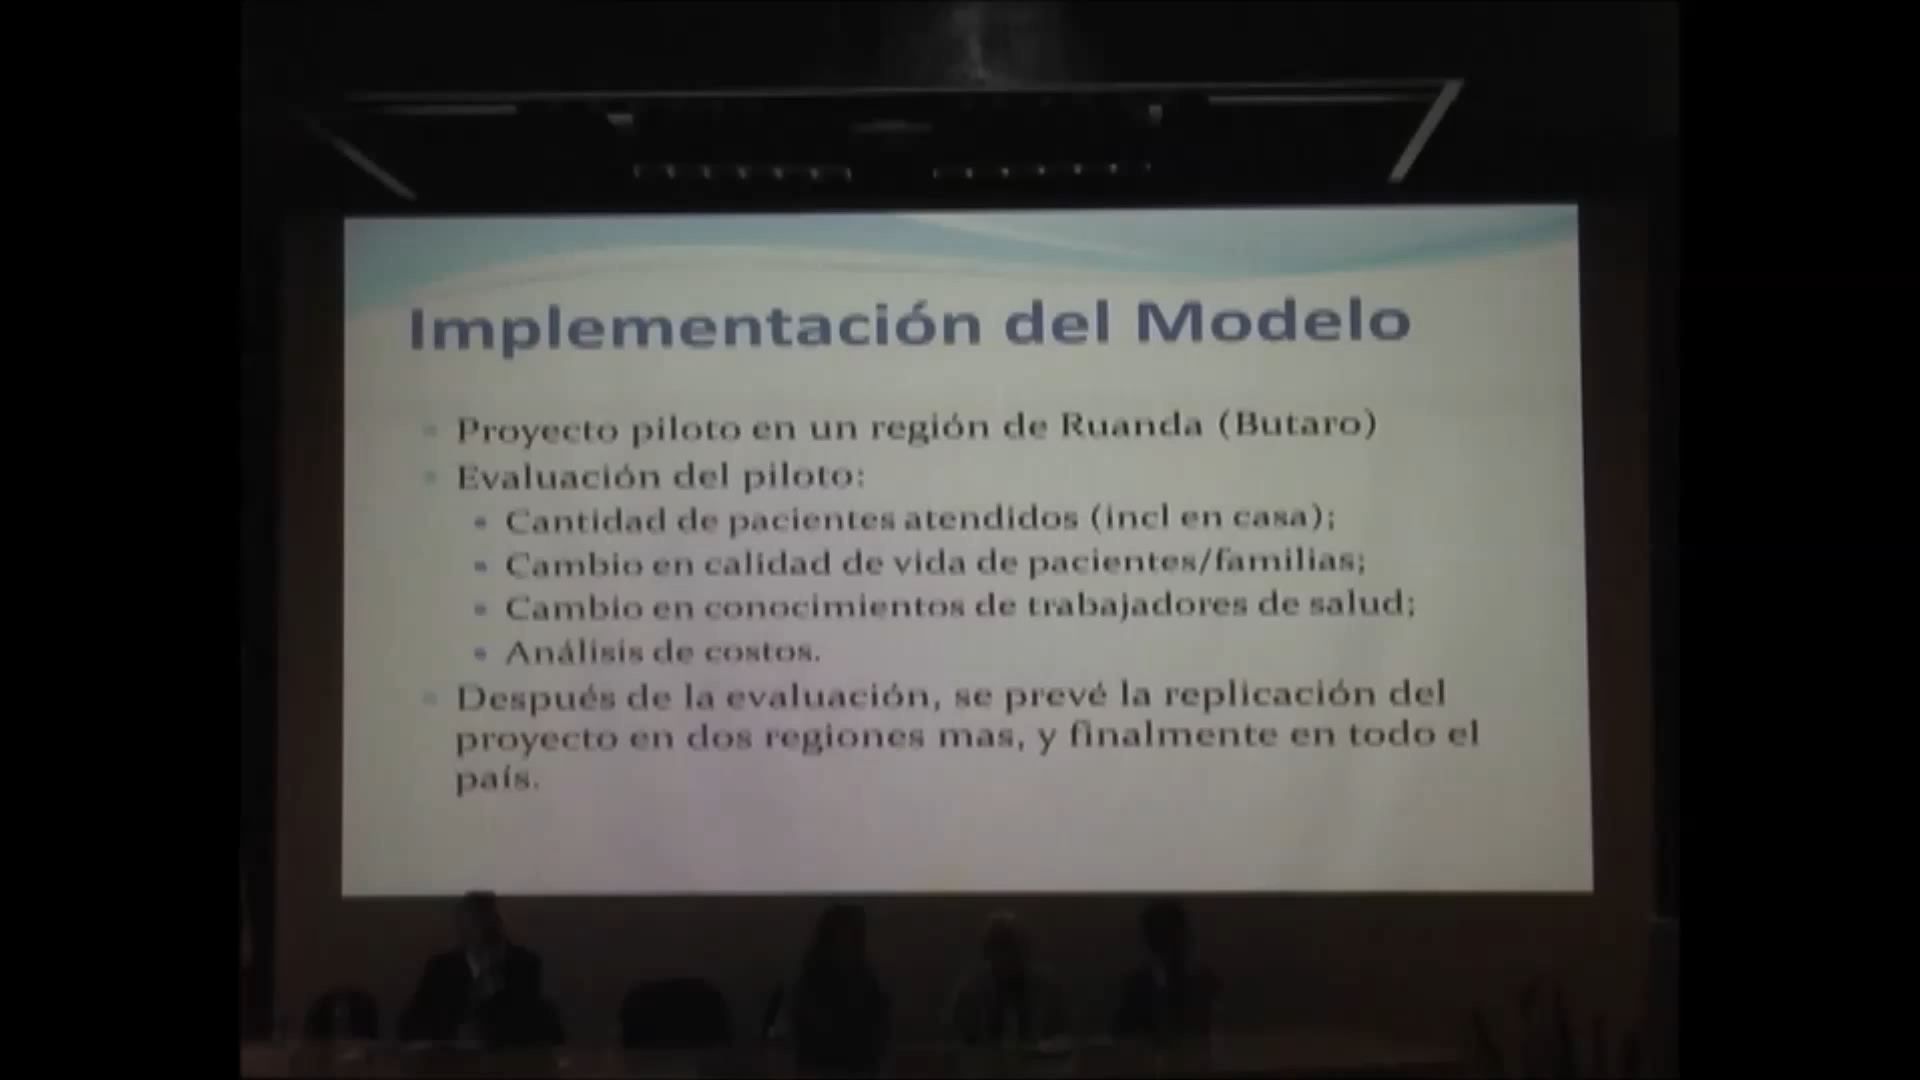 Implementación del Modelo
Proyecto piloto en un región de Ruanda (Butaro)
Evaluación del piloto:
Cantidad de pacientes atendidos (incl en casa);
Cambio en calidad de vida de pacientes/familias;
Cambio en conocimientos de trabajadores de salud;
Análisis de costos.
Después de la evaluación, se prevé la replicación del
proyecto en dos regiones mas, y finalmente en todo el
país.